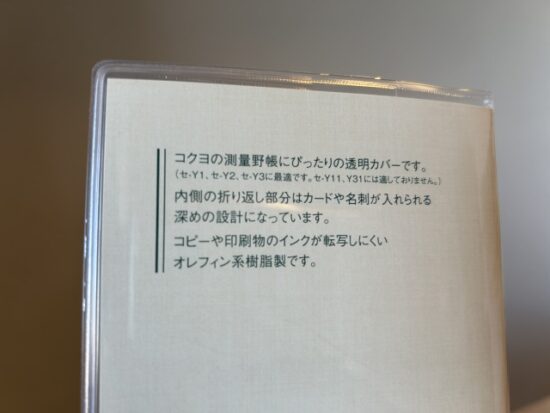 コクヨの測量野帳にぴったりの透明カバーです。
（セ-Y1、セ-Y2、セ-Y3に最適です。セ-Y11、Y31には適しておりません。）
内側の折り返し部分はカードや名刺が入れられる
深めの設計になっています。
コピーや印刷物のインクが転写しにくい
オレフィン系樹脂製です。